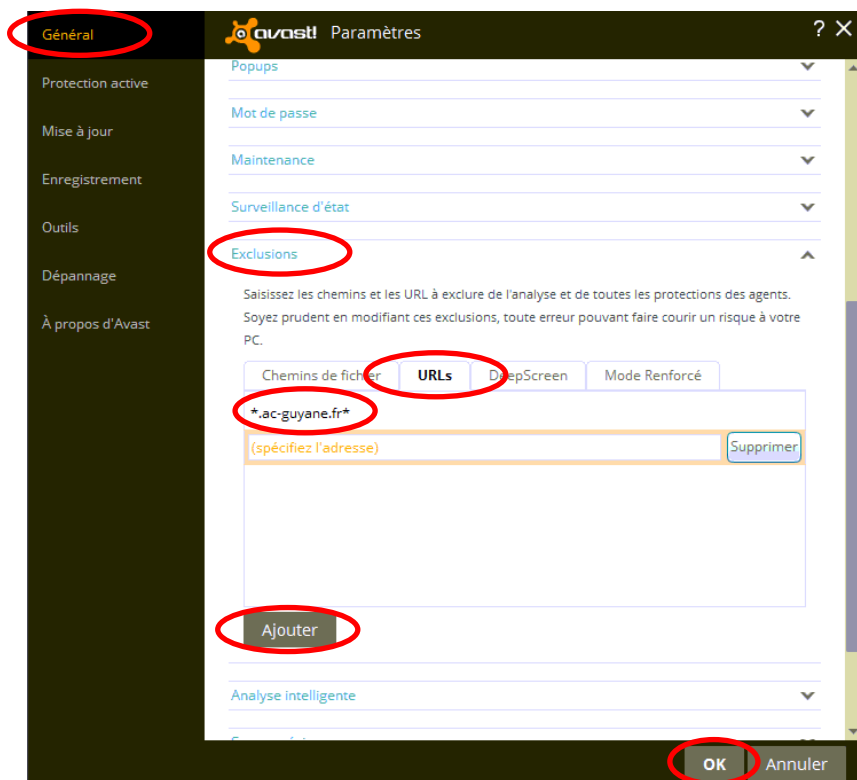 Général
avast! Paramètres
? X
Popups
Protection active
Mot de passe
Mise à jour
Maintenance
Enregistrement
Surveillance d'état
Outils
Exclusions
Dépannage
Saisissez les chemins et les URL à exclure de l'analyse et de toutes les protections des agents.
Soyez prudent en modifiant ces exclusions, toute erreur pouvant faire courir un risque à votre
PC.
À propos d'Avast
Chemins de fichier URLs DeepScreen Mode Renforcé
*.ac-guyane.fr*
(spécifiez l'adresse) Supprimer
Ajouter
Analyse intelligente
OK Annuler